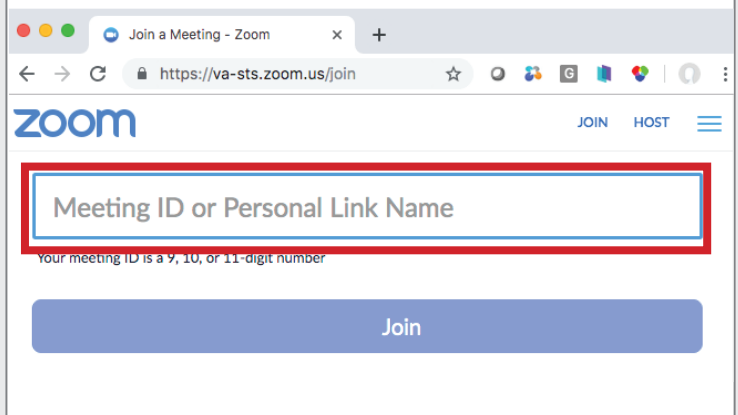 Join a Meeting - Zoom
https://va-sts.zoom.us/join
G
zoom
JOIN HOST
Meeting ID or Personal Link Name
Your meeting ID is a 9, 10, or 11-digit number
Join